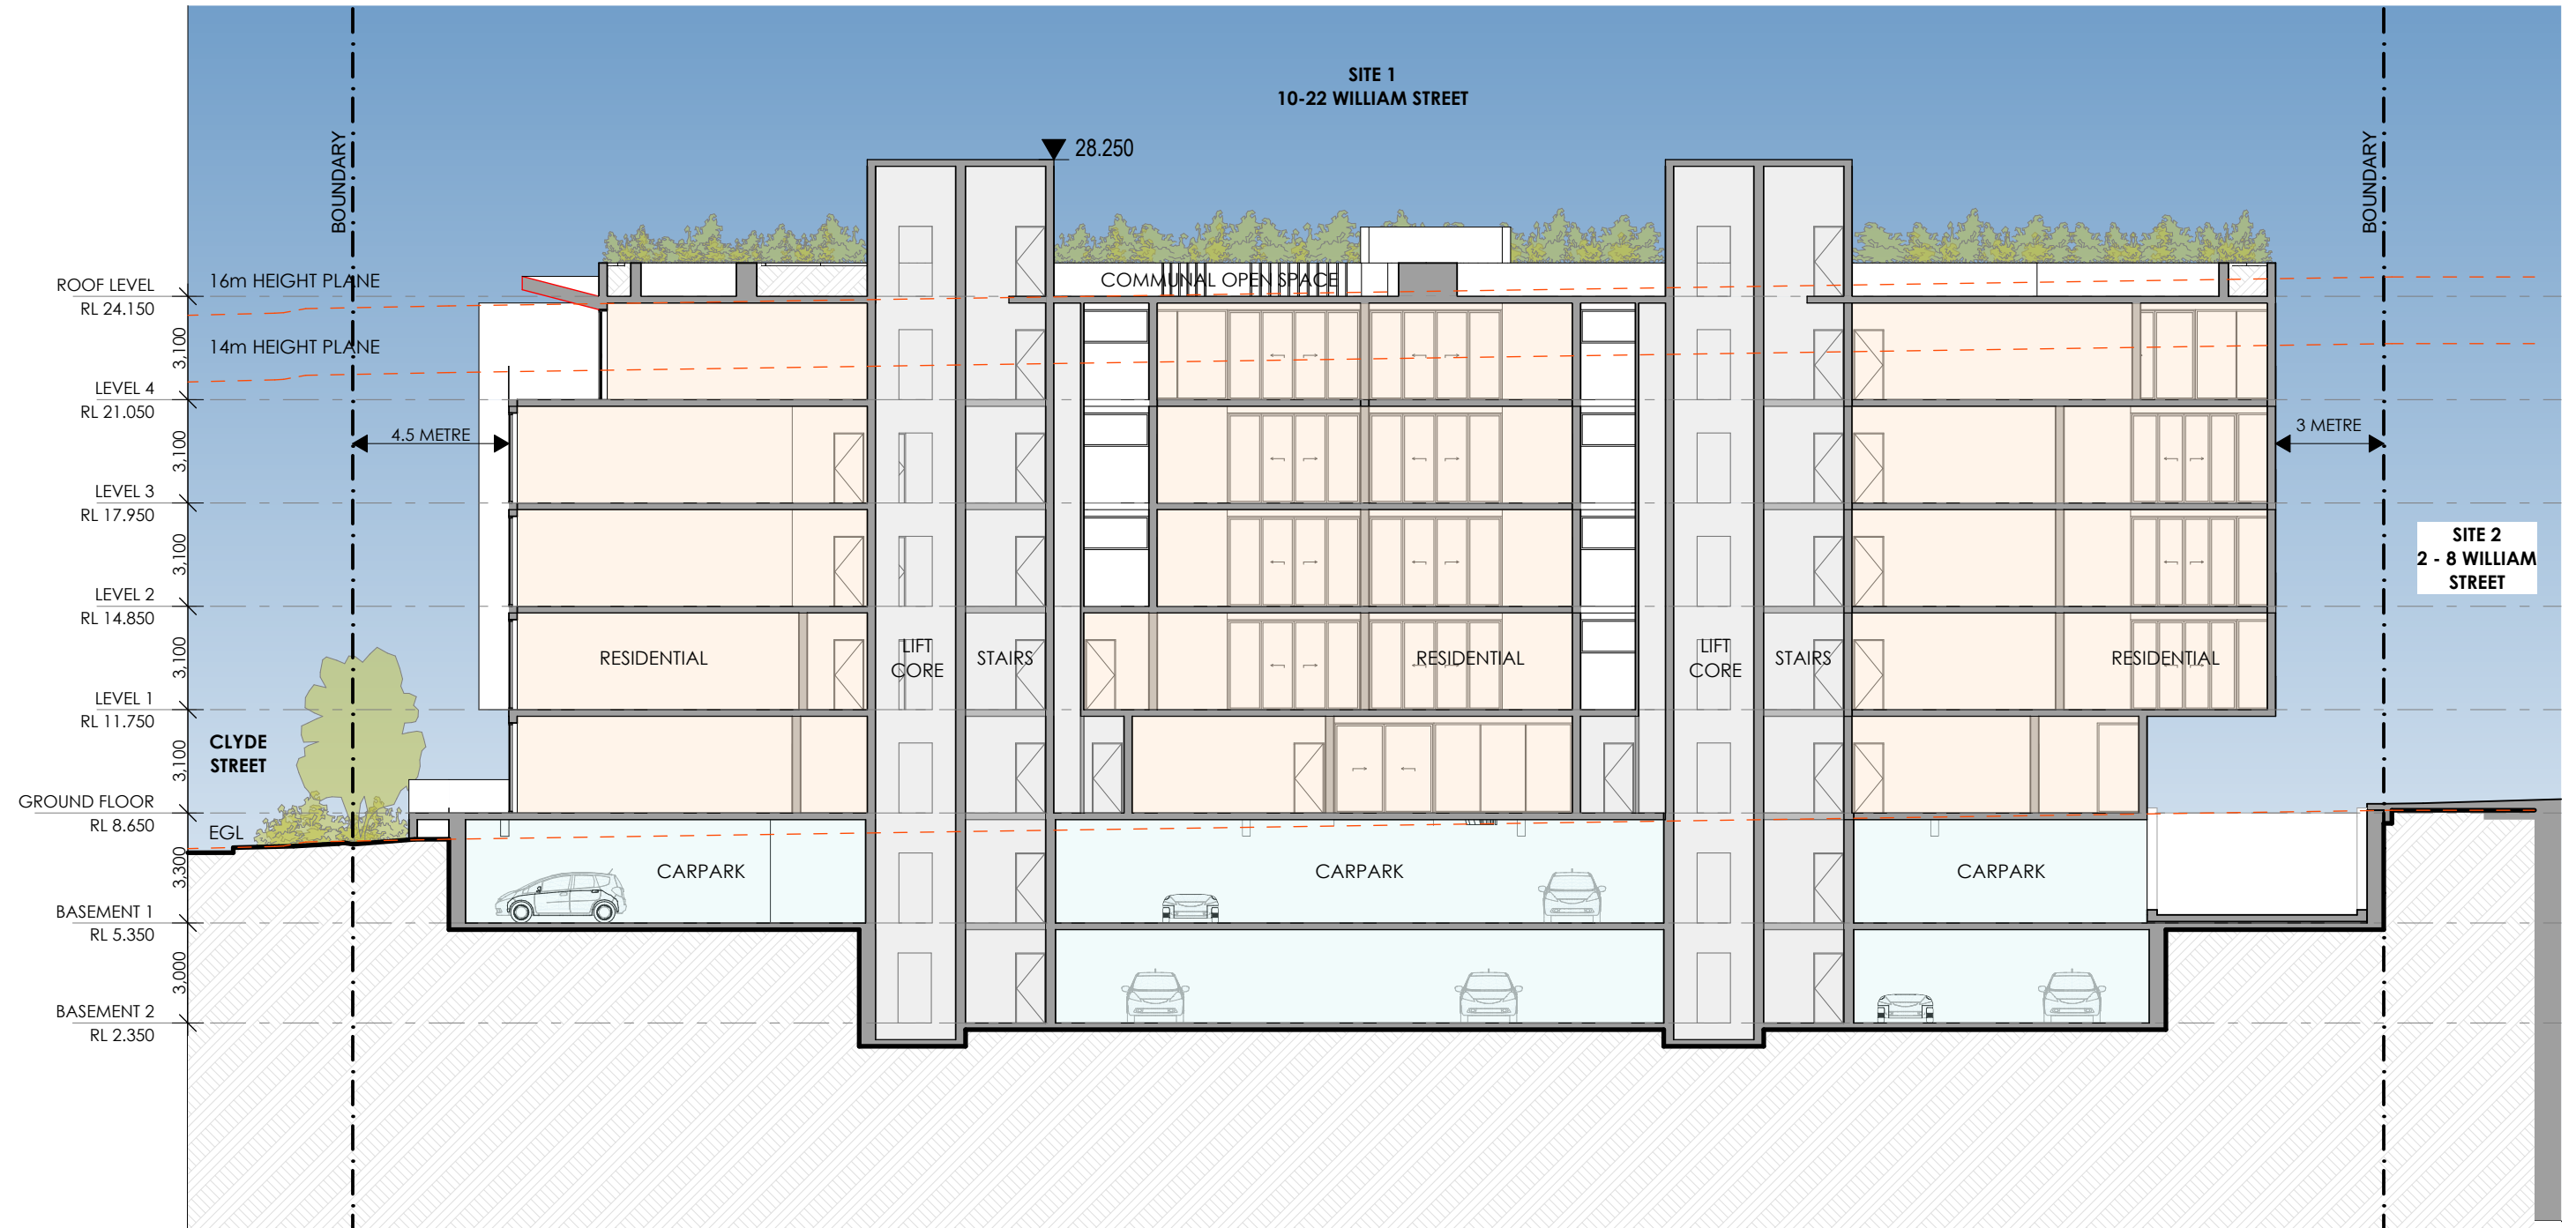 SITE 1
10-22 WILLIAM STREET
BOUNDARY
BOUNDARY
28.250
16m HEIGHT PLANE
COMMUNAL OPEN SPACE
ROOF LEVEL
RL 24.150
3,100
14m HEIGHT PLANE
LEVEL 4
RL 21.050
3,100
4.5 METRE
3 METRE
LEVEL 3
RL 17.950
3,100
SITE 2
2 - 8 WILLIAM
STREET
LEVEL 2
RL 14.850
3,100
RESIDENTIAL
LIFT
CORE
STAIRS
RESIDENTIAL
LIFT
CORE
STAIRS
RESIDENTIAL
LEVEL 1
RL 11.750
3,100
CLYDE
STREET
GROUND FLOOR
RL 8.650
EGL
3,300
CARPARK
CARPARK
CARPARK
BASEMENT 1
RL 5.350
3,000
BASEMENT 2
RL 2.350